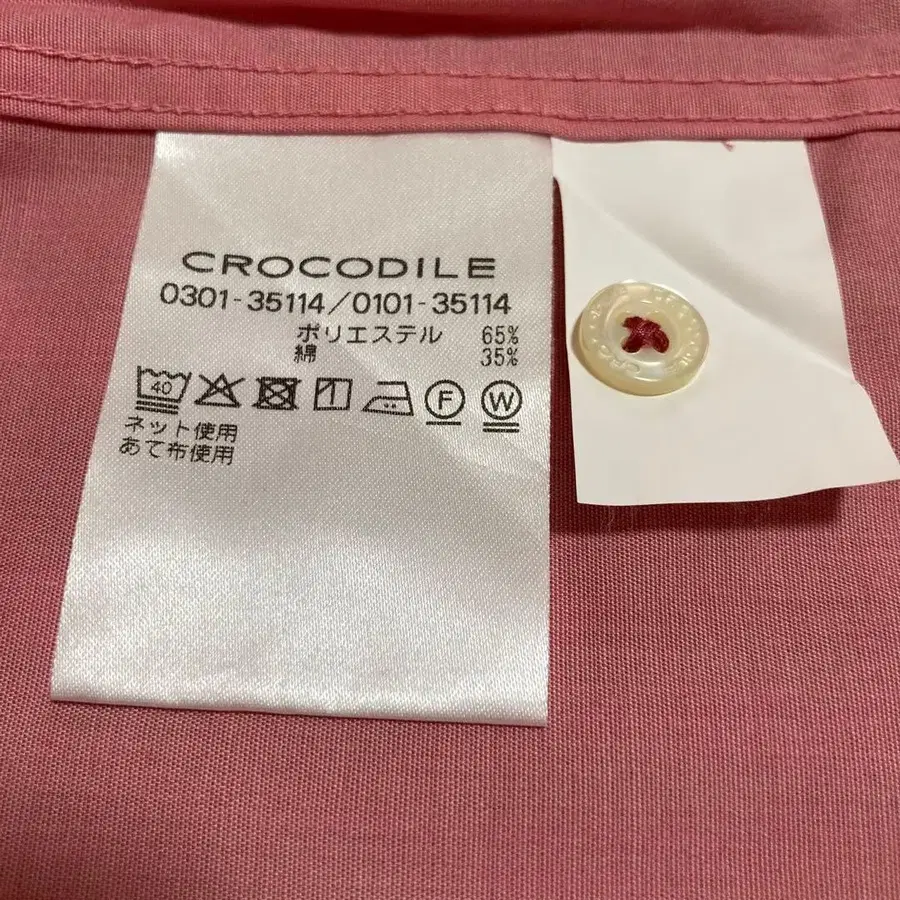 CROCODILE
0301-35114/0101-35114
ポリエステル 65%
綿 35%
40 F W
ネット使用
あて布使用